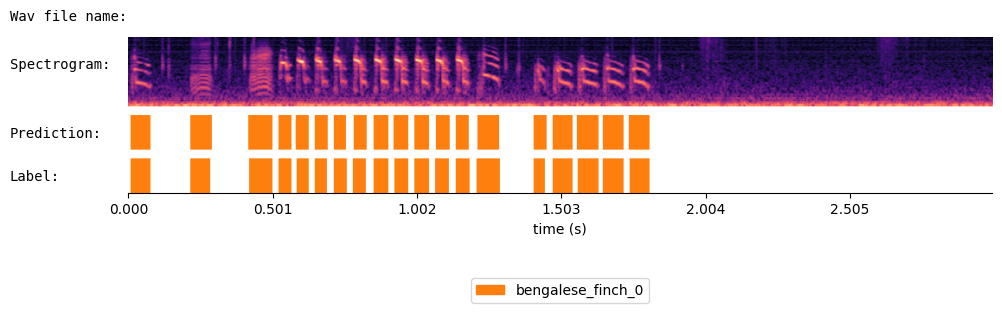 Wav file name:
Spectrogram:
Prediction:
Label:
0.000 0.501 1.002 1.503 2.004 2.505
time (s)
bengalese_finch_0